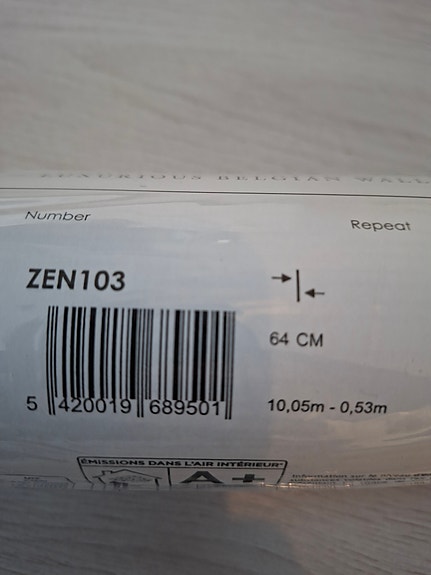 LUXURIOUS BELGIAN WALL
Number
Repeat
ZEN103
64 CM
5 420019 689501
10,05m - 0,53m
ÉMISSIONS DANS L'AIR INTÉRIEUR*
A+